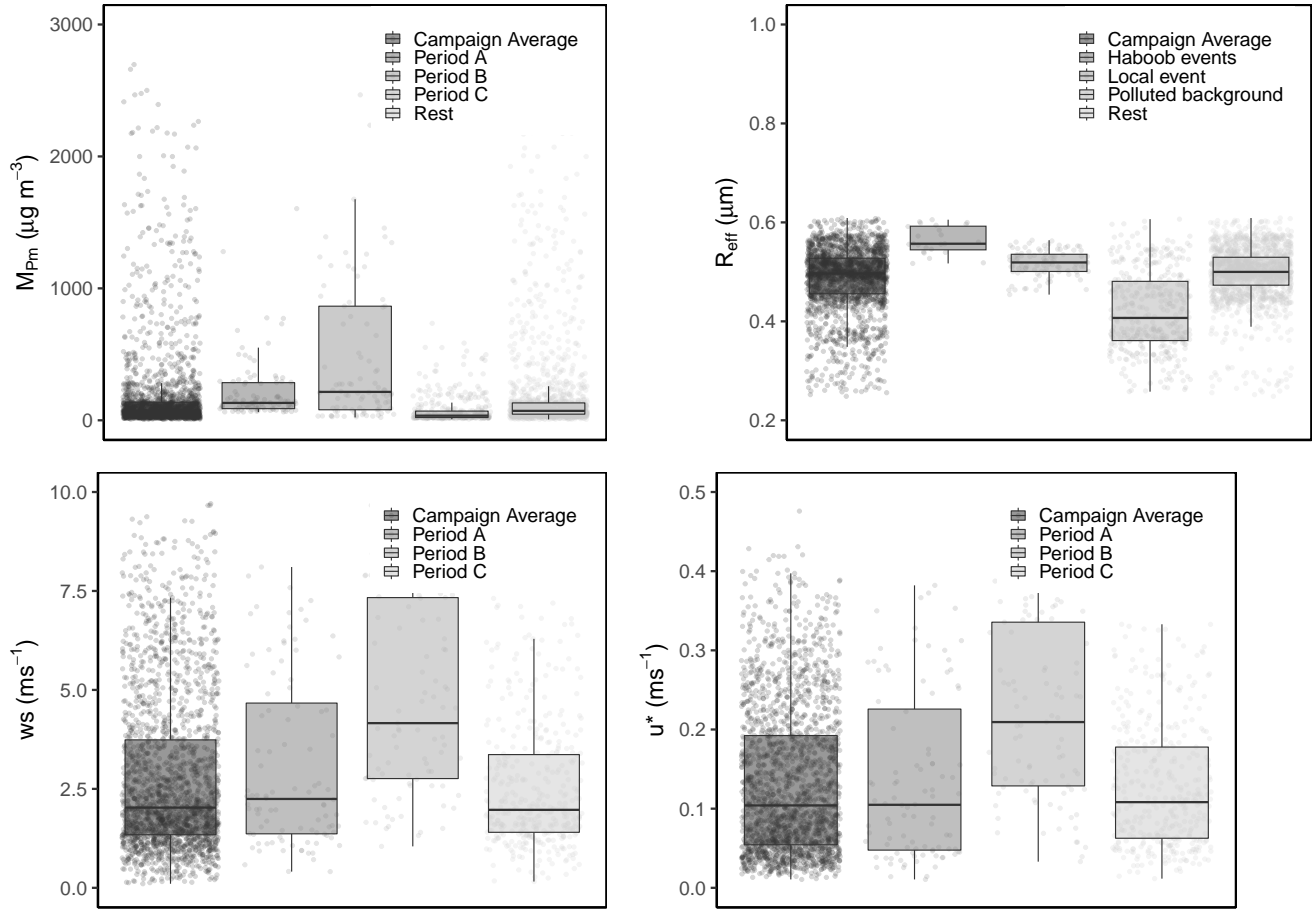 3000
2000
1000
0
M_Pm (µg m⁻³)
Campaign Average
Period A
Period B
Period C
Rest
1.0
0.8
0.6
0.4
0.2
R_eff (µm)
Campaign Average
Haboob events
Local event
Polluted background
Rest
10.0
7.5
5.0
2.5
0.0
ws (ms⁻¹)
Campaign Average
Period A
Period B
Period C
0.5
0.4
0.3
0.2
0.1
0.0
u* (ms⁻¹)
Campaign Average
Period A
Period B
Period C